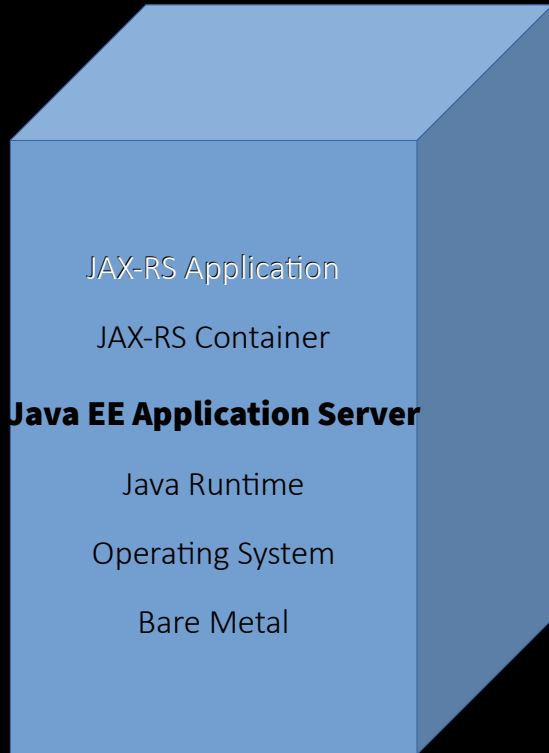 JAX-RS Application
JAX-RS Container
Java EE Application Server
Java Runtime
Operating System
Bare Metal